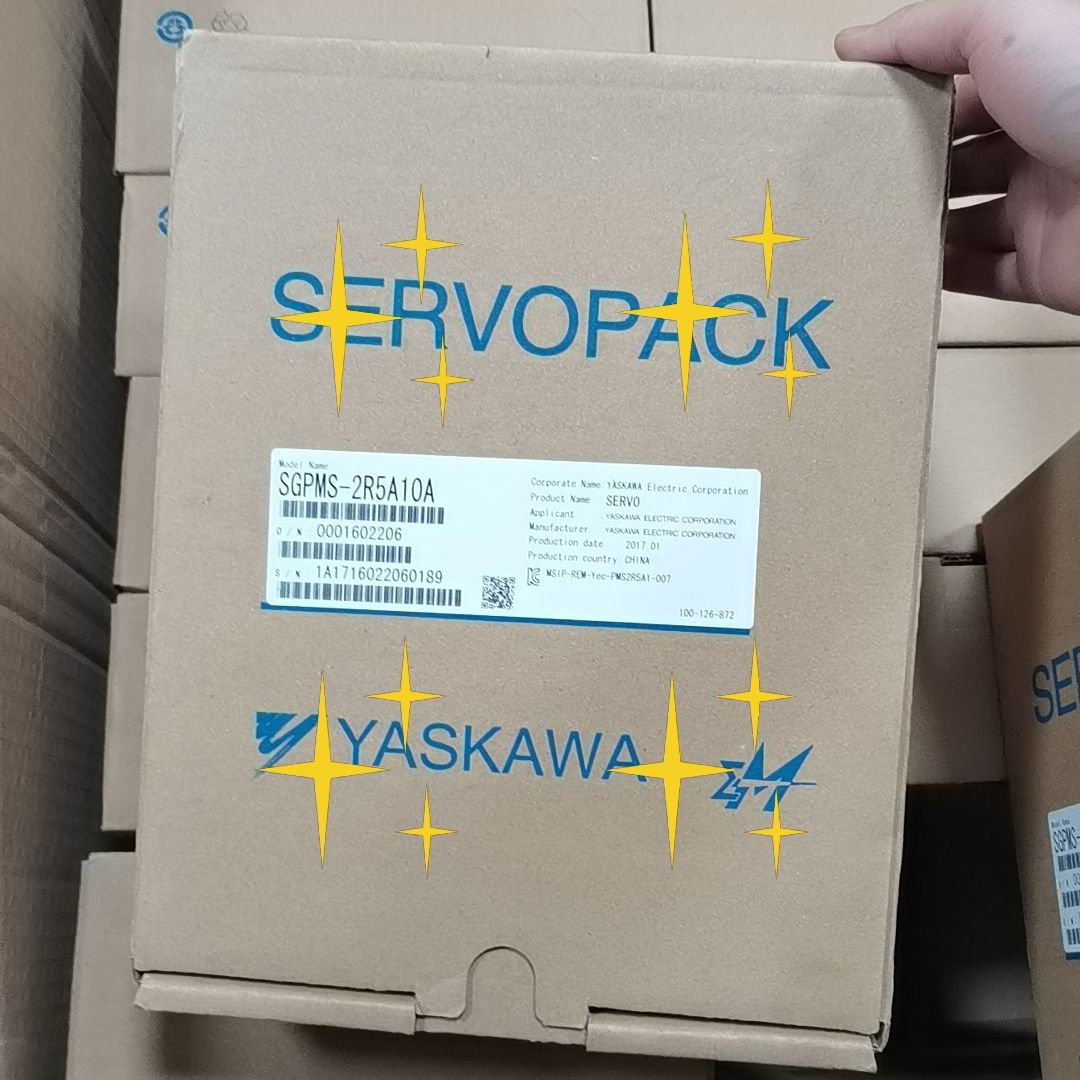 SERVOPACK
Model Name
SGPMS-2R5A10A
O/N: 0001602206
S/N: 1A1716022060189
Corporate Name: YASKAWA Electric Corporation
Product Name SERVO
Applicant YASKAWA ELECTRIC CORPORATION
Manufacturer YASKAWA ELECTRIC CORPORATION
Production date : 2017.01
Production country: CHINA
MSIP-REM-Yec-PMS2R5A1-007
100-126-872
YASKAWA
SE
Model Name
SGPMS-